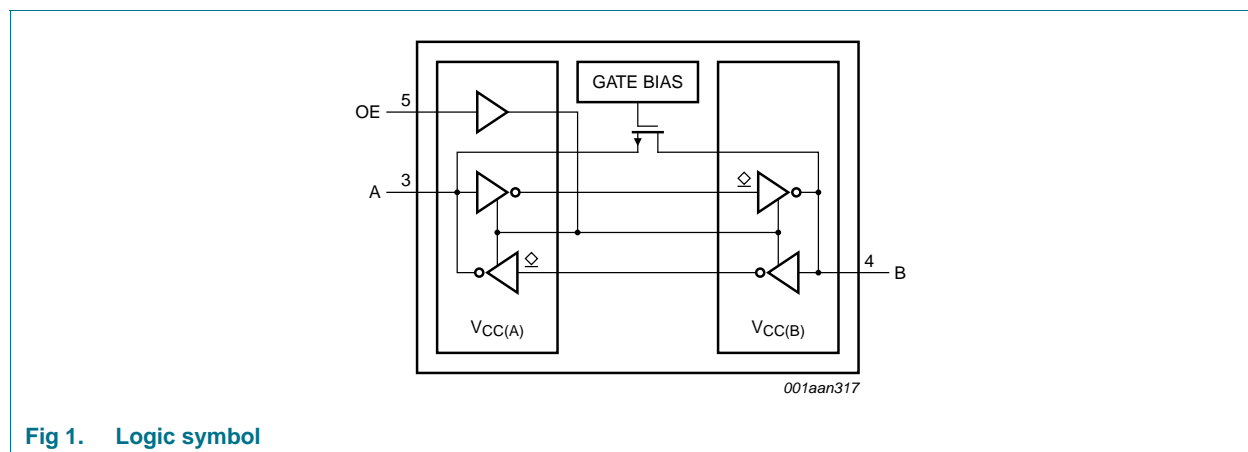 GATE BIAS
OE
5
A
3
4
B
VCC(A)
VCC(B)
001aan317
Fig 1. Logic symbol